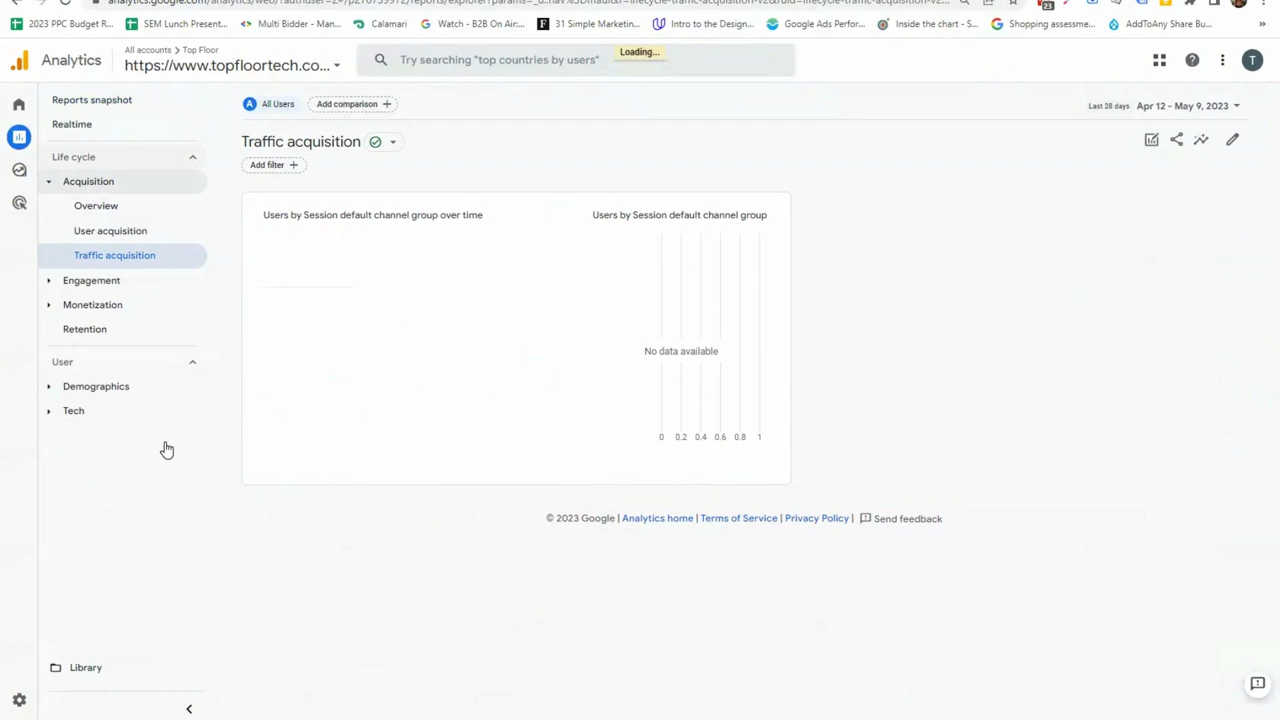 2023 PPC Budget R...
SEM Lunch Present...
Multi Bidder - Man...
Calamari
Watch - B2B On Air...
31 Simple Marketin...
Intro to the Design...
Google Ads Perfor...
Inside the chart - S...
Shopping assessme...
AddToAny Share Bu...
»
Analytics
All accounts > Top Floor
https://www.topfloortech.co...
Try searching "top countries by users"
Loading...
T
Reports snapshot
Realtime
Life cycle
Acquisition
Overview
User acquisition
Traffic acquisition
Engagement
Monetization
Retention
User
Demographics
Tech
Library
A All Users
Add comparison +
Last 28 days Apr 12 - May 9, 2023
Traffic acquisition
Add filter +
Users by Session default channel group over time
Users by Session default channel group
No data available
0 0.2 0.4 0.6 0.8 1
© 2023 Google | Analytics home | Terms of Service | Privacy Policy | Send feedback